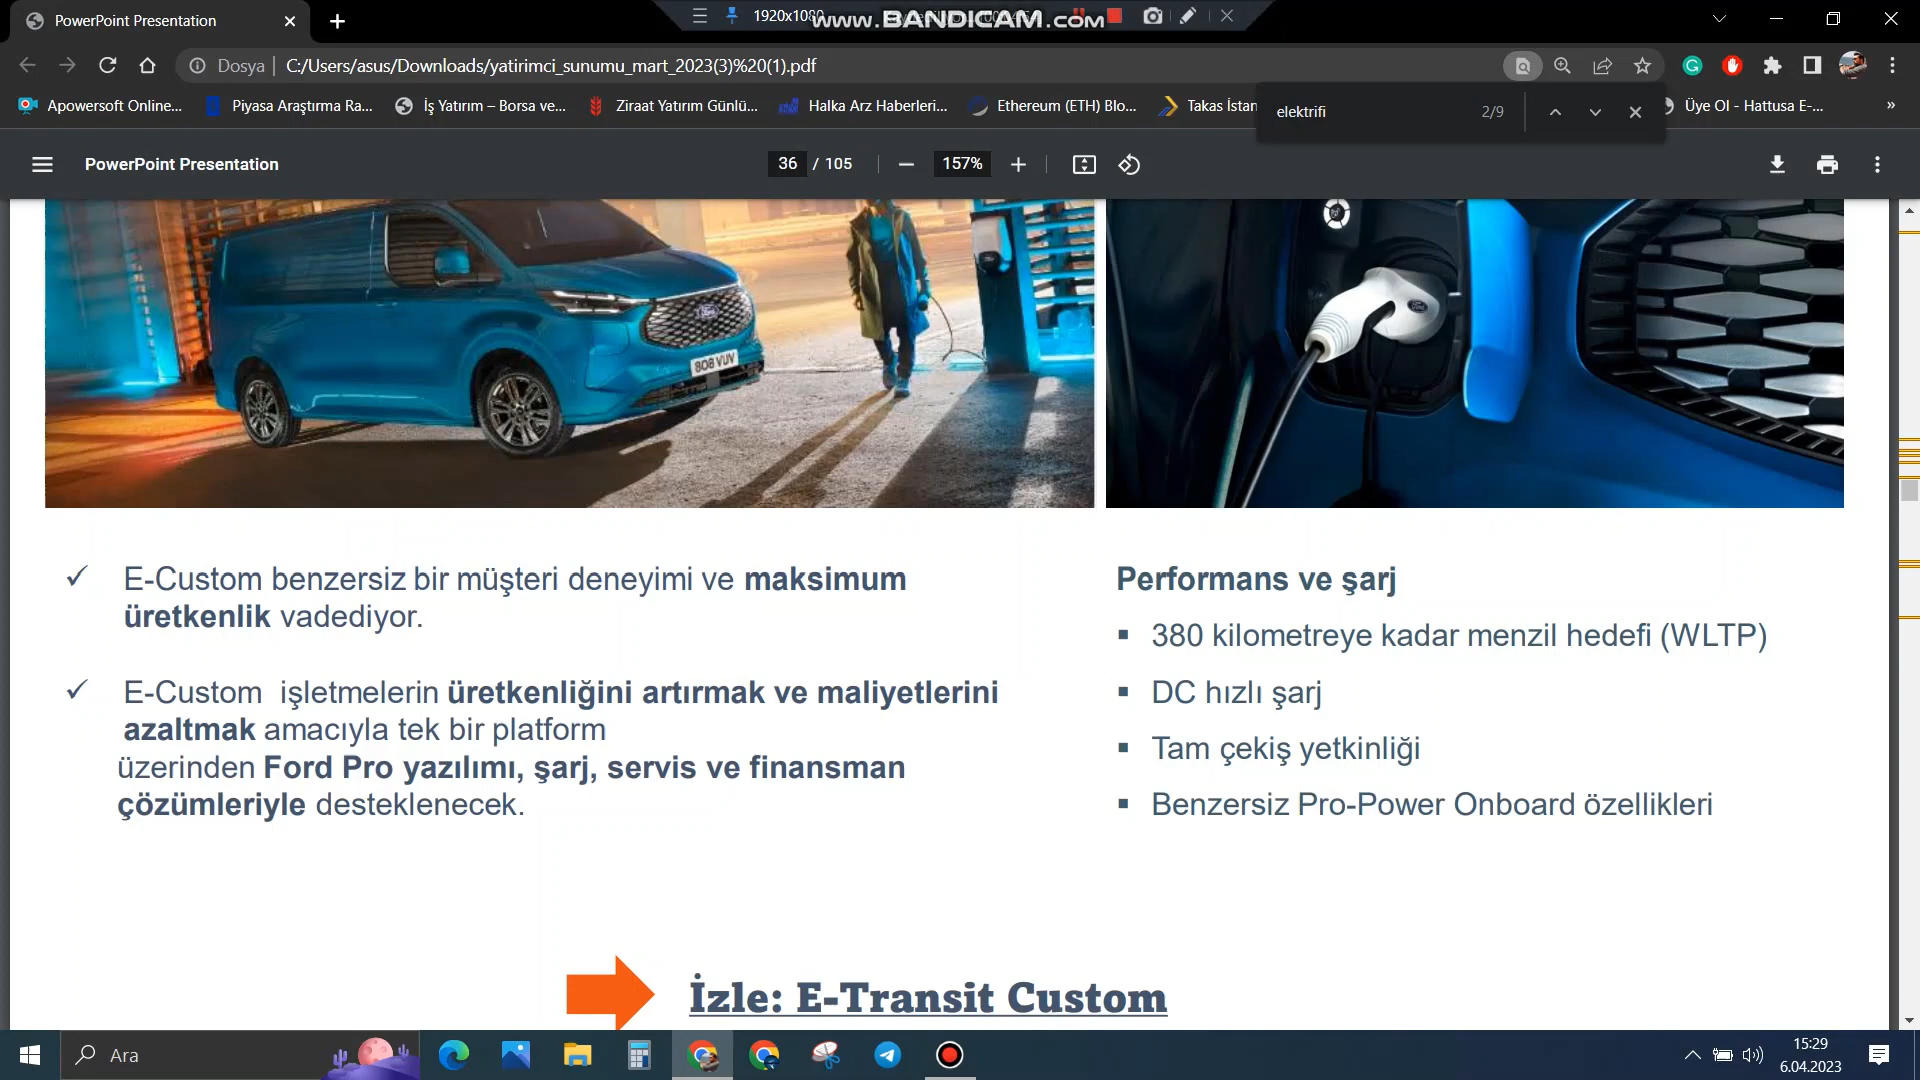 PowerPoint Presentation
1920x1080
www.BANDICAM.com
Dosya
C:/Users/asus/Downloads/yatirimci_sunumu_mart_2023(3)%20(1).pdf
Apowersoft Online...
Piyasa Araştırma Ra...
İş Yatırım – Borsa ve...
Ziraat Yatırım Günlü...
Halka Arz Haberleri...
Ethereum (ETH) Blo...
Takas İstan
elektrifi
2/9
Üye Ol - Hattusa E-...
»
PowerPoint Presentation
36 / 105
157%
Ford
808 VUV
Ford
✓ E-Custom benzersiz bir müşteri deneyimi ve maksimum
üretkenlik vadediyor.
✓ E-Custom işletmelerin üretkenliğini artırmak ve maliyetlerini
azaltmak amacıyla tek bir platform
üzerinden Ford Pro yazılımı, şarj, servis ve finansman
çözümleriyle desteklenecek.
Performans ve şarj
▪ 380 kilometreye kadar menzil hedefi (WLTP)
▪ DC hızlı şarj
▪ Tam çekiş yetkinliği
▪ Benzersiz Pro-Power Onboard özellikleri
İzle: E-Transit Custom
Ara
15:29
6.04.2023